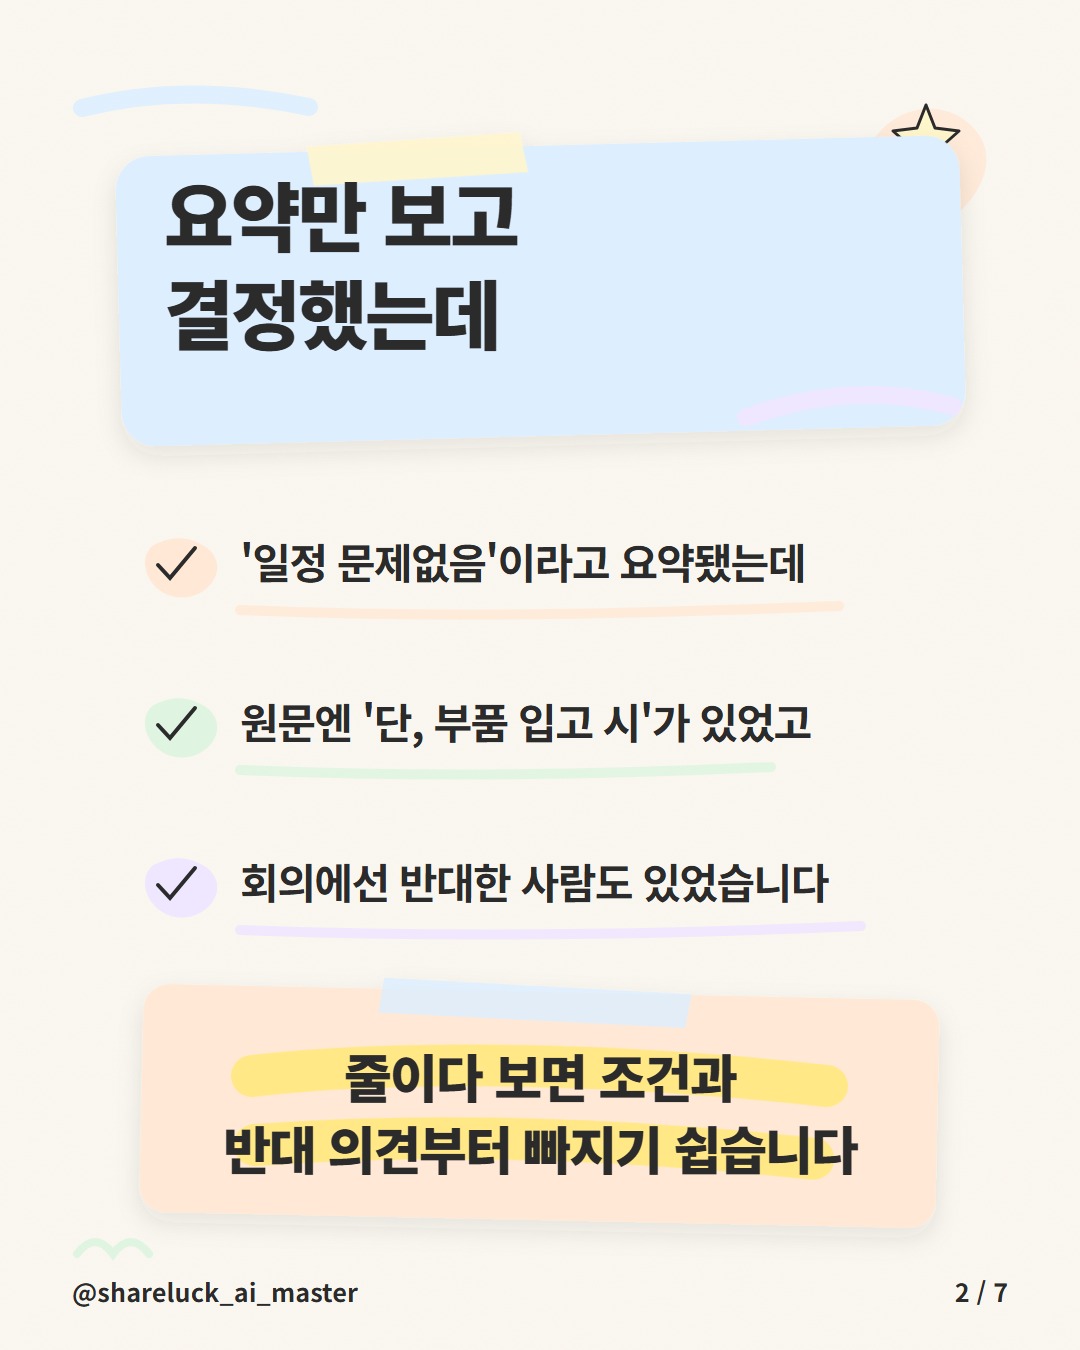 요약만 보고
결정했는데
'일정 문제없음'이라고 요약됐는데
원문엔 '단, 부품 입고 시'가 있었고
회의에선 반대한 사람도 있었습니다
줄이다 보면 조건과
반대 의견부터 빠지기 쉽습니다
@shareluck_ai_master
2 / 7